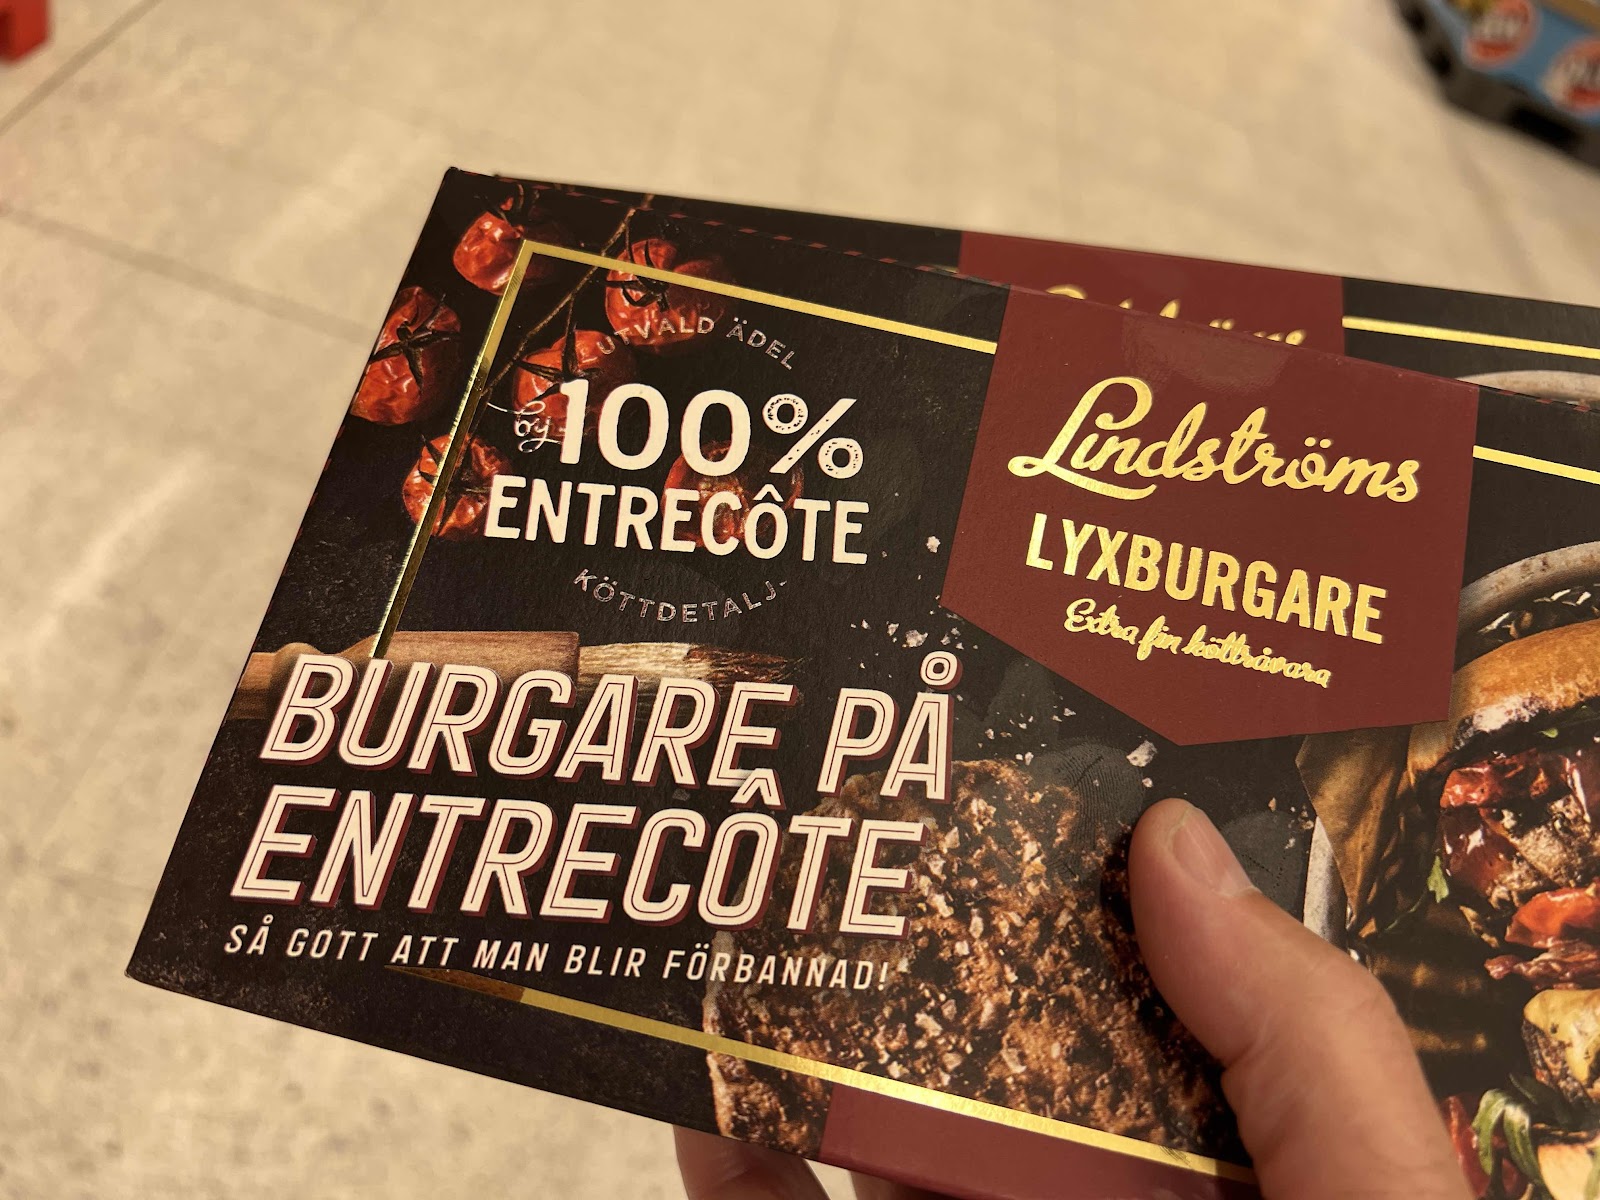 UTVALD ÄDEL
by 100%
ENTRECÔTE
KÖTTDETALJ
BURGARE PÅ
ENTRECÔTE
SÅ GOTT ATT MAN BLIR FÖRBANNAD!
Lindströms
LYXBURGARE
Extra fin köttråvara